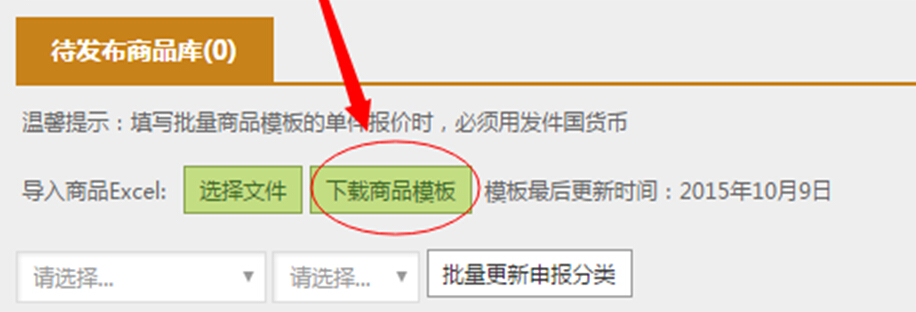 待发布商品库(0)
温馨提示：填写批量商品模板的单件报价时，必须用发件国货币
导入商品Excel: 选择文件 下载商品模板 模板最后更新时间：2015年10月9日
请选择... 请选择... 批量更新申报分类